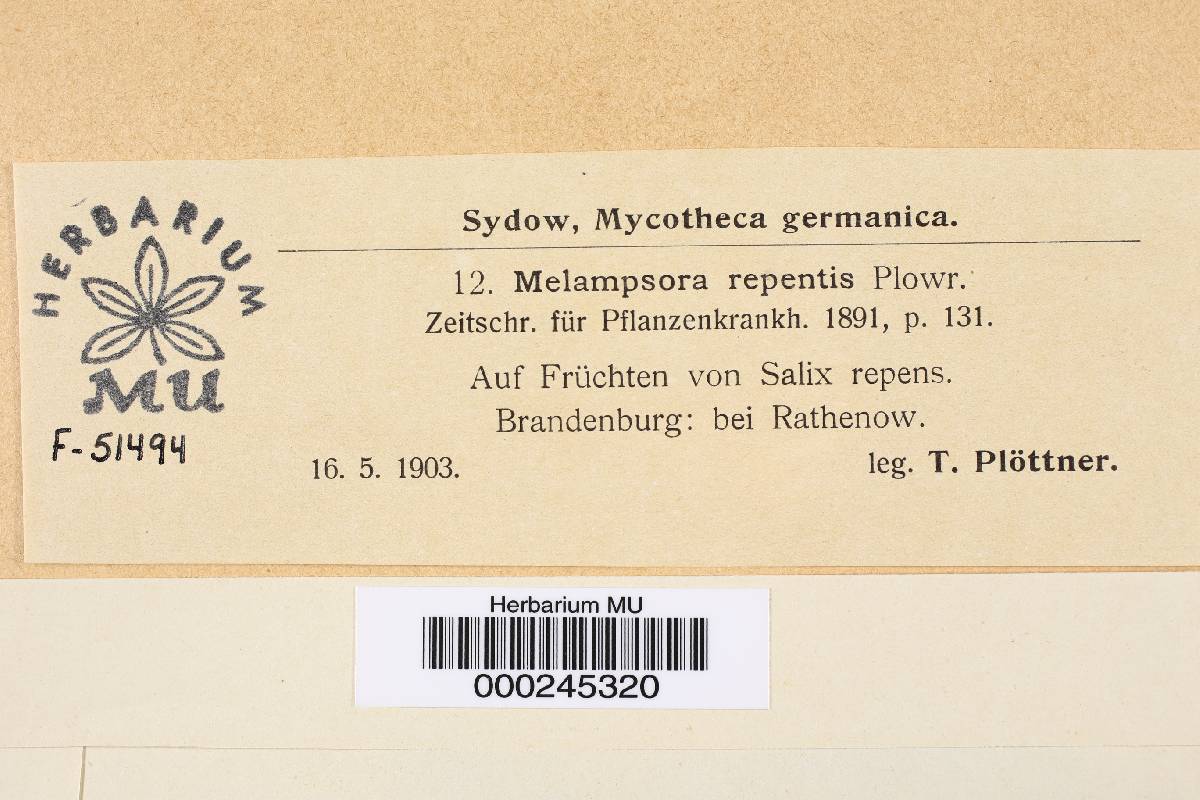 HERBARIUM
MU
F-51494
Sydow, Mycotheca germanica.
12. Melampsora repentis Plowr.
Zeitschr. für Pflanzenkrankh. 1891, p. 131.
Auf Früchten von Salix repens.
Brandenburg: bei Rathenow.
16. 5. 1903. leg. T. Plöttner.
Herbarium MU
000245320